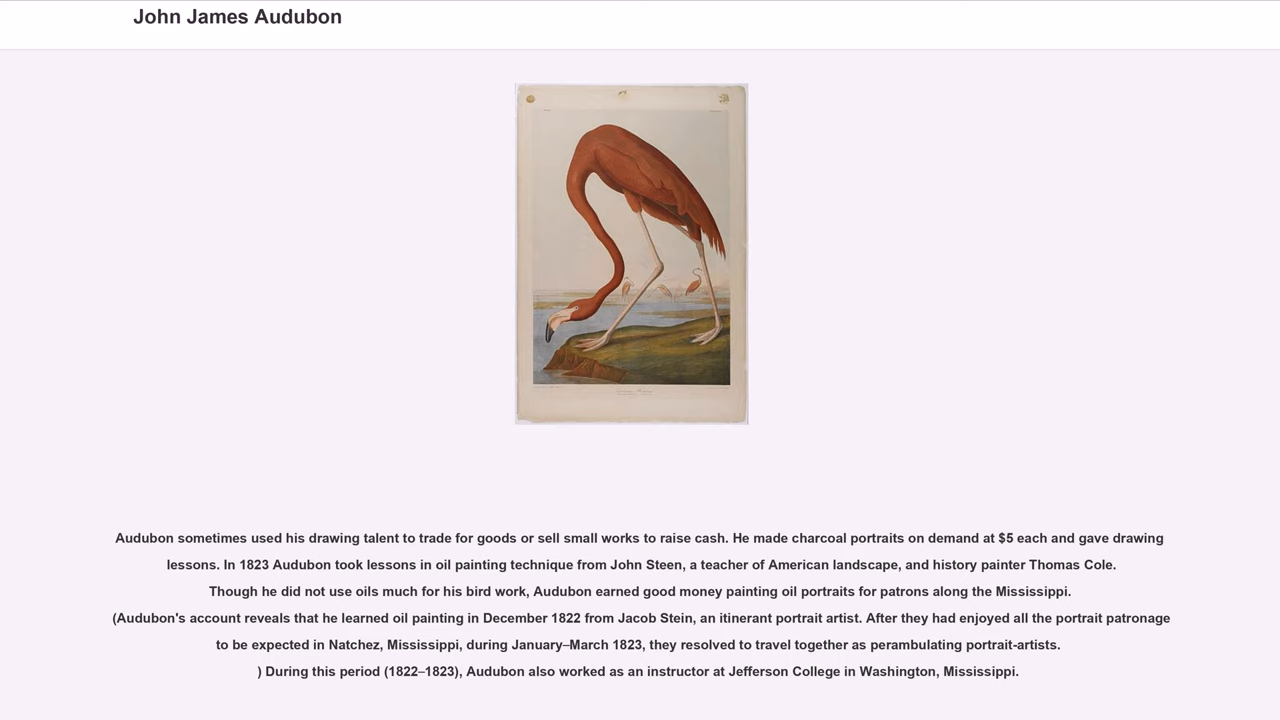 John James Audubon
Audubon sometimes used his drawing talent to trade for goods or sell small works to raise cash. He made charcoal portraits on demand at $5 each and gave drawing
lessons. In 1823 Audubon took lessons in oil painting technique from John Steen, a teacher of American landscape, and history painter Thomas Cole.
Though he did not use oils much for his bird work, Audubon earned good money painting oil portraits for patrons along the Mississippi.
(Audubon's account reveals that he learned oil painting in December 1822 from Jacob Stein, an itinerant portrait artist. After they had enjoyed all the portrait patronage
to be expected in Natchez, Mississippi, during January–March 1823, they resolved to travel together as perambulating portrait-artists.
) During this period (1822–1823), Audubon also worked as an instructor at Jefferson College in Washington, Mississippi.